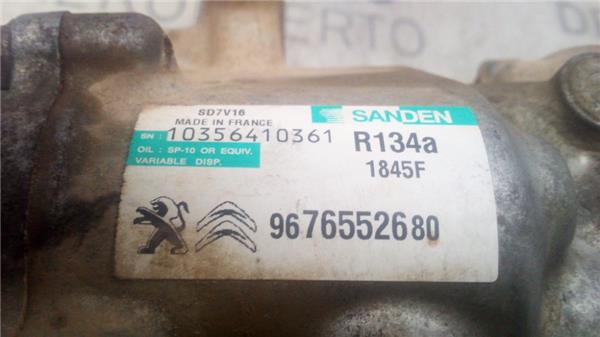 SD7V16
MADE IN FRANCE
SANDEN
SN: 10356410361
R134a
OIL: SP-10 OR EQUIV.
VARIABLE DISP.
1845F
9676552680